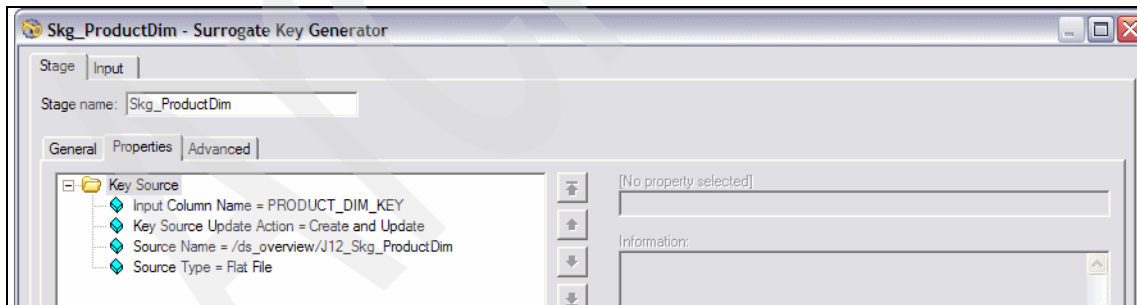 Skg_ProductDim - Surrogate Key Generator
Stage Input
Stage name: Skg_ProductDim
General Properties Advanced
Key Source
Input Column Name = PRODUCT_DIM_KEY
Key Source Update Action = Create and Update
Source Name = /ds_overview/J12_Skg_ProductDim
Source Type = Flat File
[No property selected]
Information: